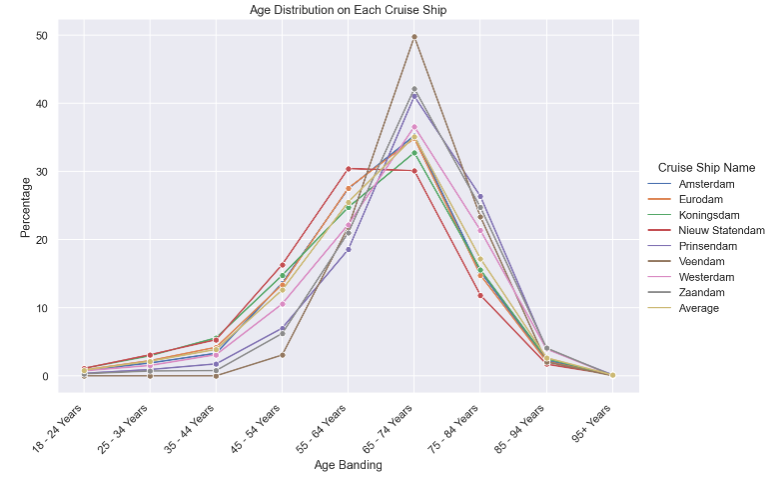 Age Distribution on Each Cruise Ship
50
40
30
20
10
0
Percentage
18 - 24 Years
25 - 34 Years
35 - 44 Years
45 - 54 Years
55 - 64 Years
65 - 74 Years
75 - 84 Years
85 - 94 Years
95+ Years
Age Banding
Cruise Ship Name
Amsterdam
Eurodam
Koningsdam
Nieuw Statendam
Prinsendam
Veendam
Westerdam
Zaandam
Average